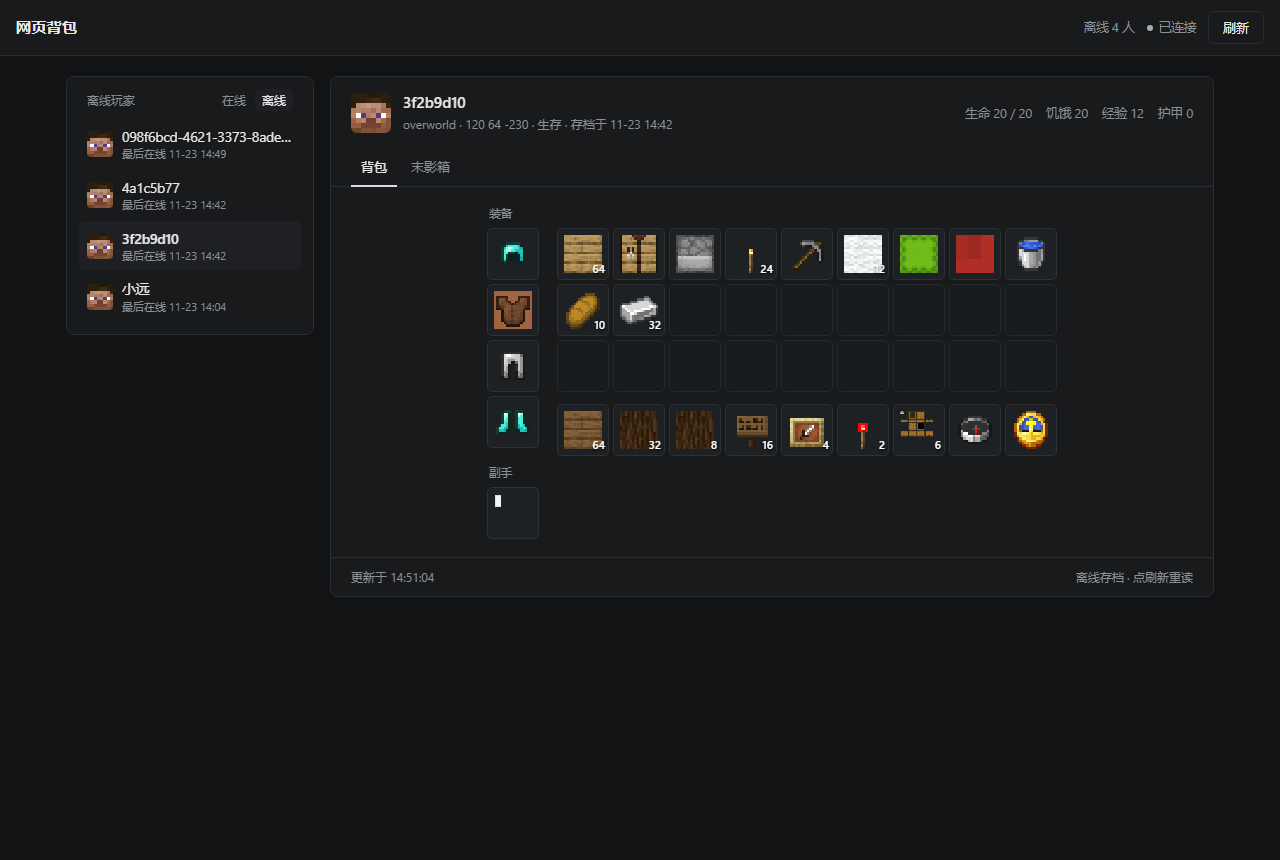 网页背包
离线 4 人 已连接 刷新
离线玩家 在线 离线
098f6bcd-4621-3373-8ade...
最后在线 11-23 14:49
4a1c5b77
最后在线 11-23 14:42
3f2b9d10
最后在线 11-23 14:42
小远
最后在线 11-23 14:04
3f2b9d10
overworld · 120 64 -230 · 生存 · 存档于 11-23 14:42
生命 20 / 20 饥饿 20 经验 12 护甲 0
背包 末影箱
装备
64 24 12
10 32
64 32 8 16 4 2 6
副手
更新于 14:51:04 离线存档 · 点刷新重读